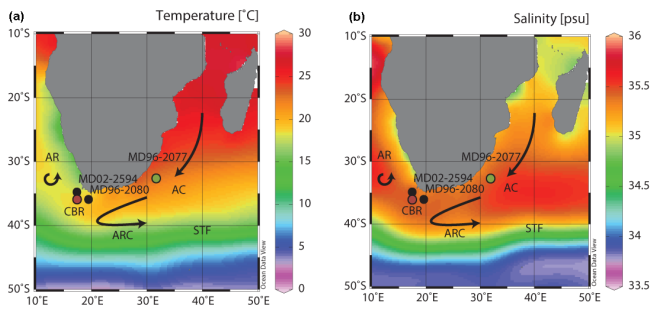 (a) Temperature [˚C]
10˚S
20˚S
30˚S
40˚S
50˚S
10˚E 20˚E 30˚E 40˚E 50˚E
AR
MD96-2077
MD02-2594
MD96-2080
AC
CBR
ARC
STF
Ocean Data View
30
25
20
15
10
5
0
(b) Salinity [psu]
10˚S
20˚S
30˚S
40˚S
50˚S
10˚E 20˚E 30˚E 40˚E 50˚E
AR
MD96-2077
MD02-2594
MD96-2080
AC
CBR
ARC
STF
Ocean Data View
36
35.5
35
34.5
34
33.5